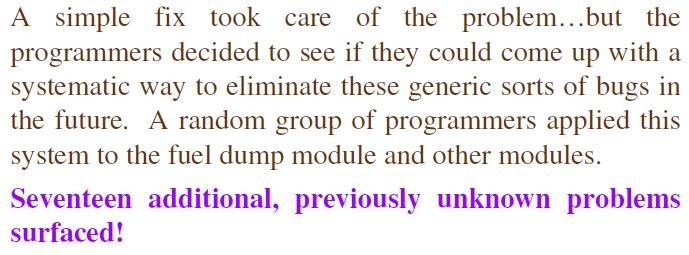 A simple fix took care of the problem…but the
programmers decided to see if they could come up with a
systematic way to eliminate these generic sorts of bugs in
the future.  A random group of programmers applied this
system to the fuel dump module and other modules.
Seventeen additional, previously unknown problems
surfaced!